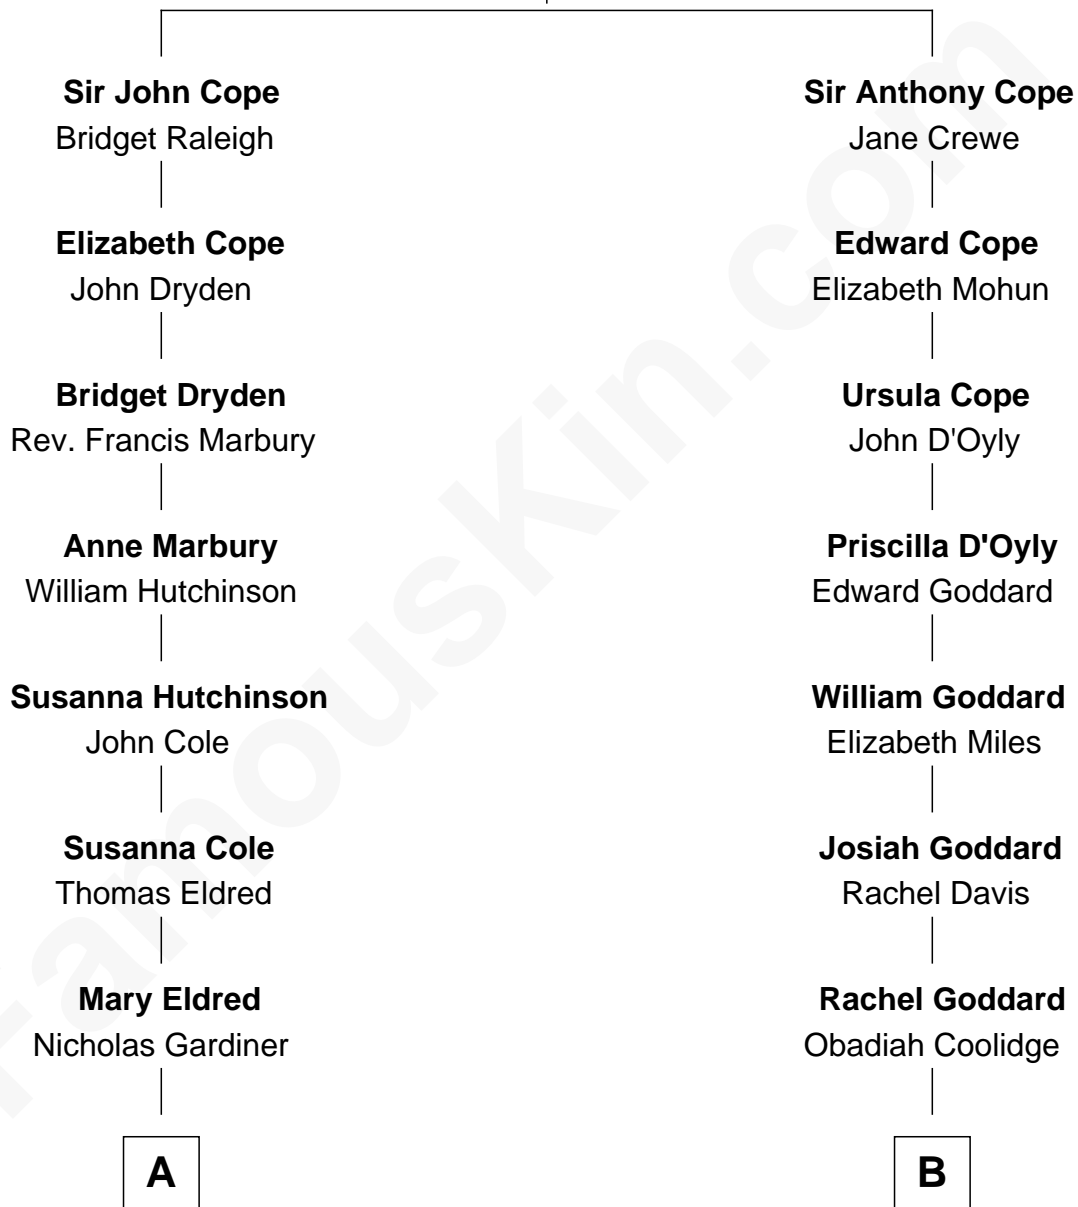 Sir John Cope
Bridget Raleigh
Elizabeth Cope
John Dryden
Bridget Dryden
Rev. Francis Marbury
Anne Marbury
William Hutchinson
Susanna Hutchinson
John Cole
Susanna Cole
Thomas Eldred
Mary Eldred
Nicholas Gardiner
A
Sir Anthony Cope
Jane Crewe
Edward Cope
Elizabeth Mohun
Ursula Cope
John D'Oyly
Priscilla D'Oyly
Edward Goddard
William Goddard
Elizabeth Miles
Josiah Goddard
Rachel Davis
Rachel Goddard
Obadiah Coolidge
B
FamousKin.com